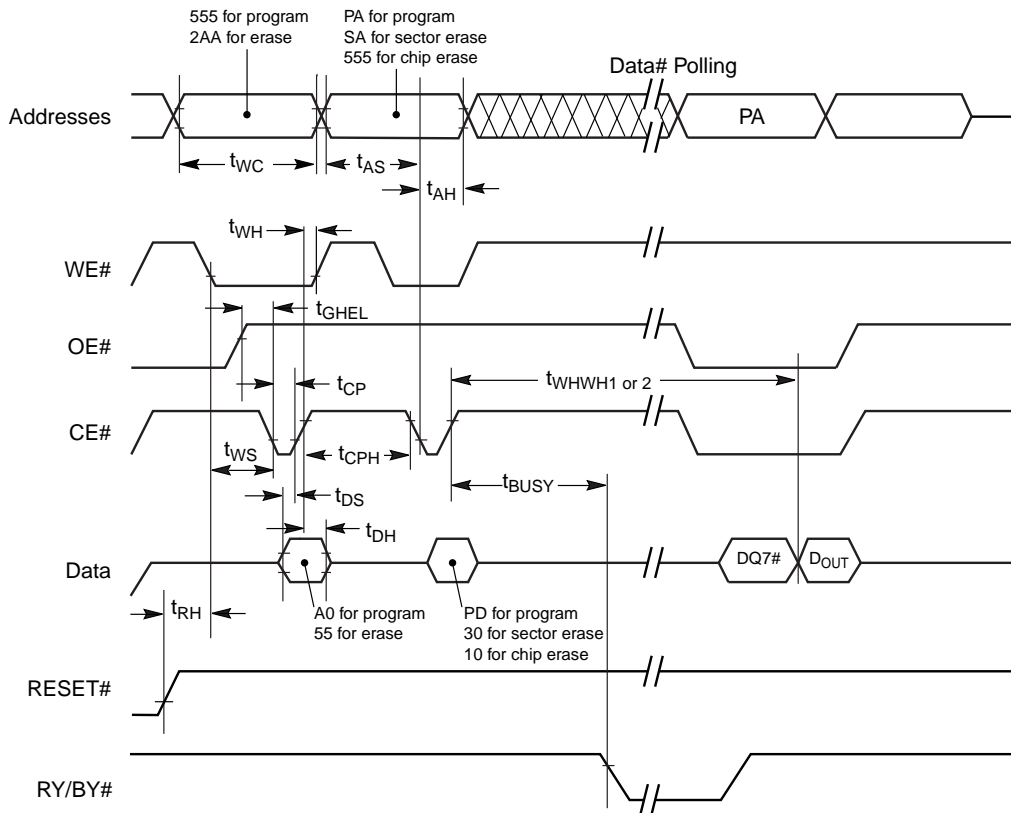 555 for program
2AA for erase
PA for program
SA for sector erase
555 for chip erase
Data# Polling
Addresses
PA
tWC
tAS
tAH
tWH
WE#
tGHEL
OE#
tCP
tWHWH1 or 2
CE#
tWS
tCPH
tBUSY
tDS
tDH
Data
DQ7#
DOUT
tRH
A0 for program
55 for erase
PD for program
30 for sector erase
10 for chip erase
RESET#
RY/BY#